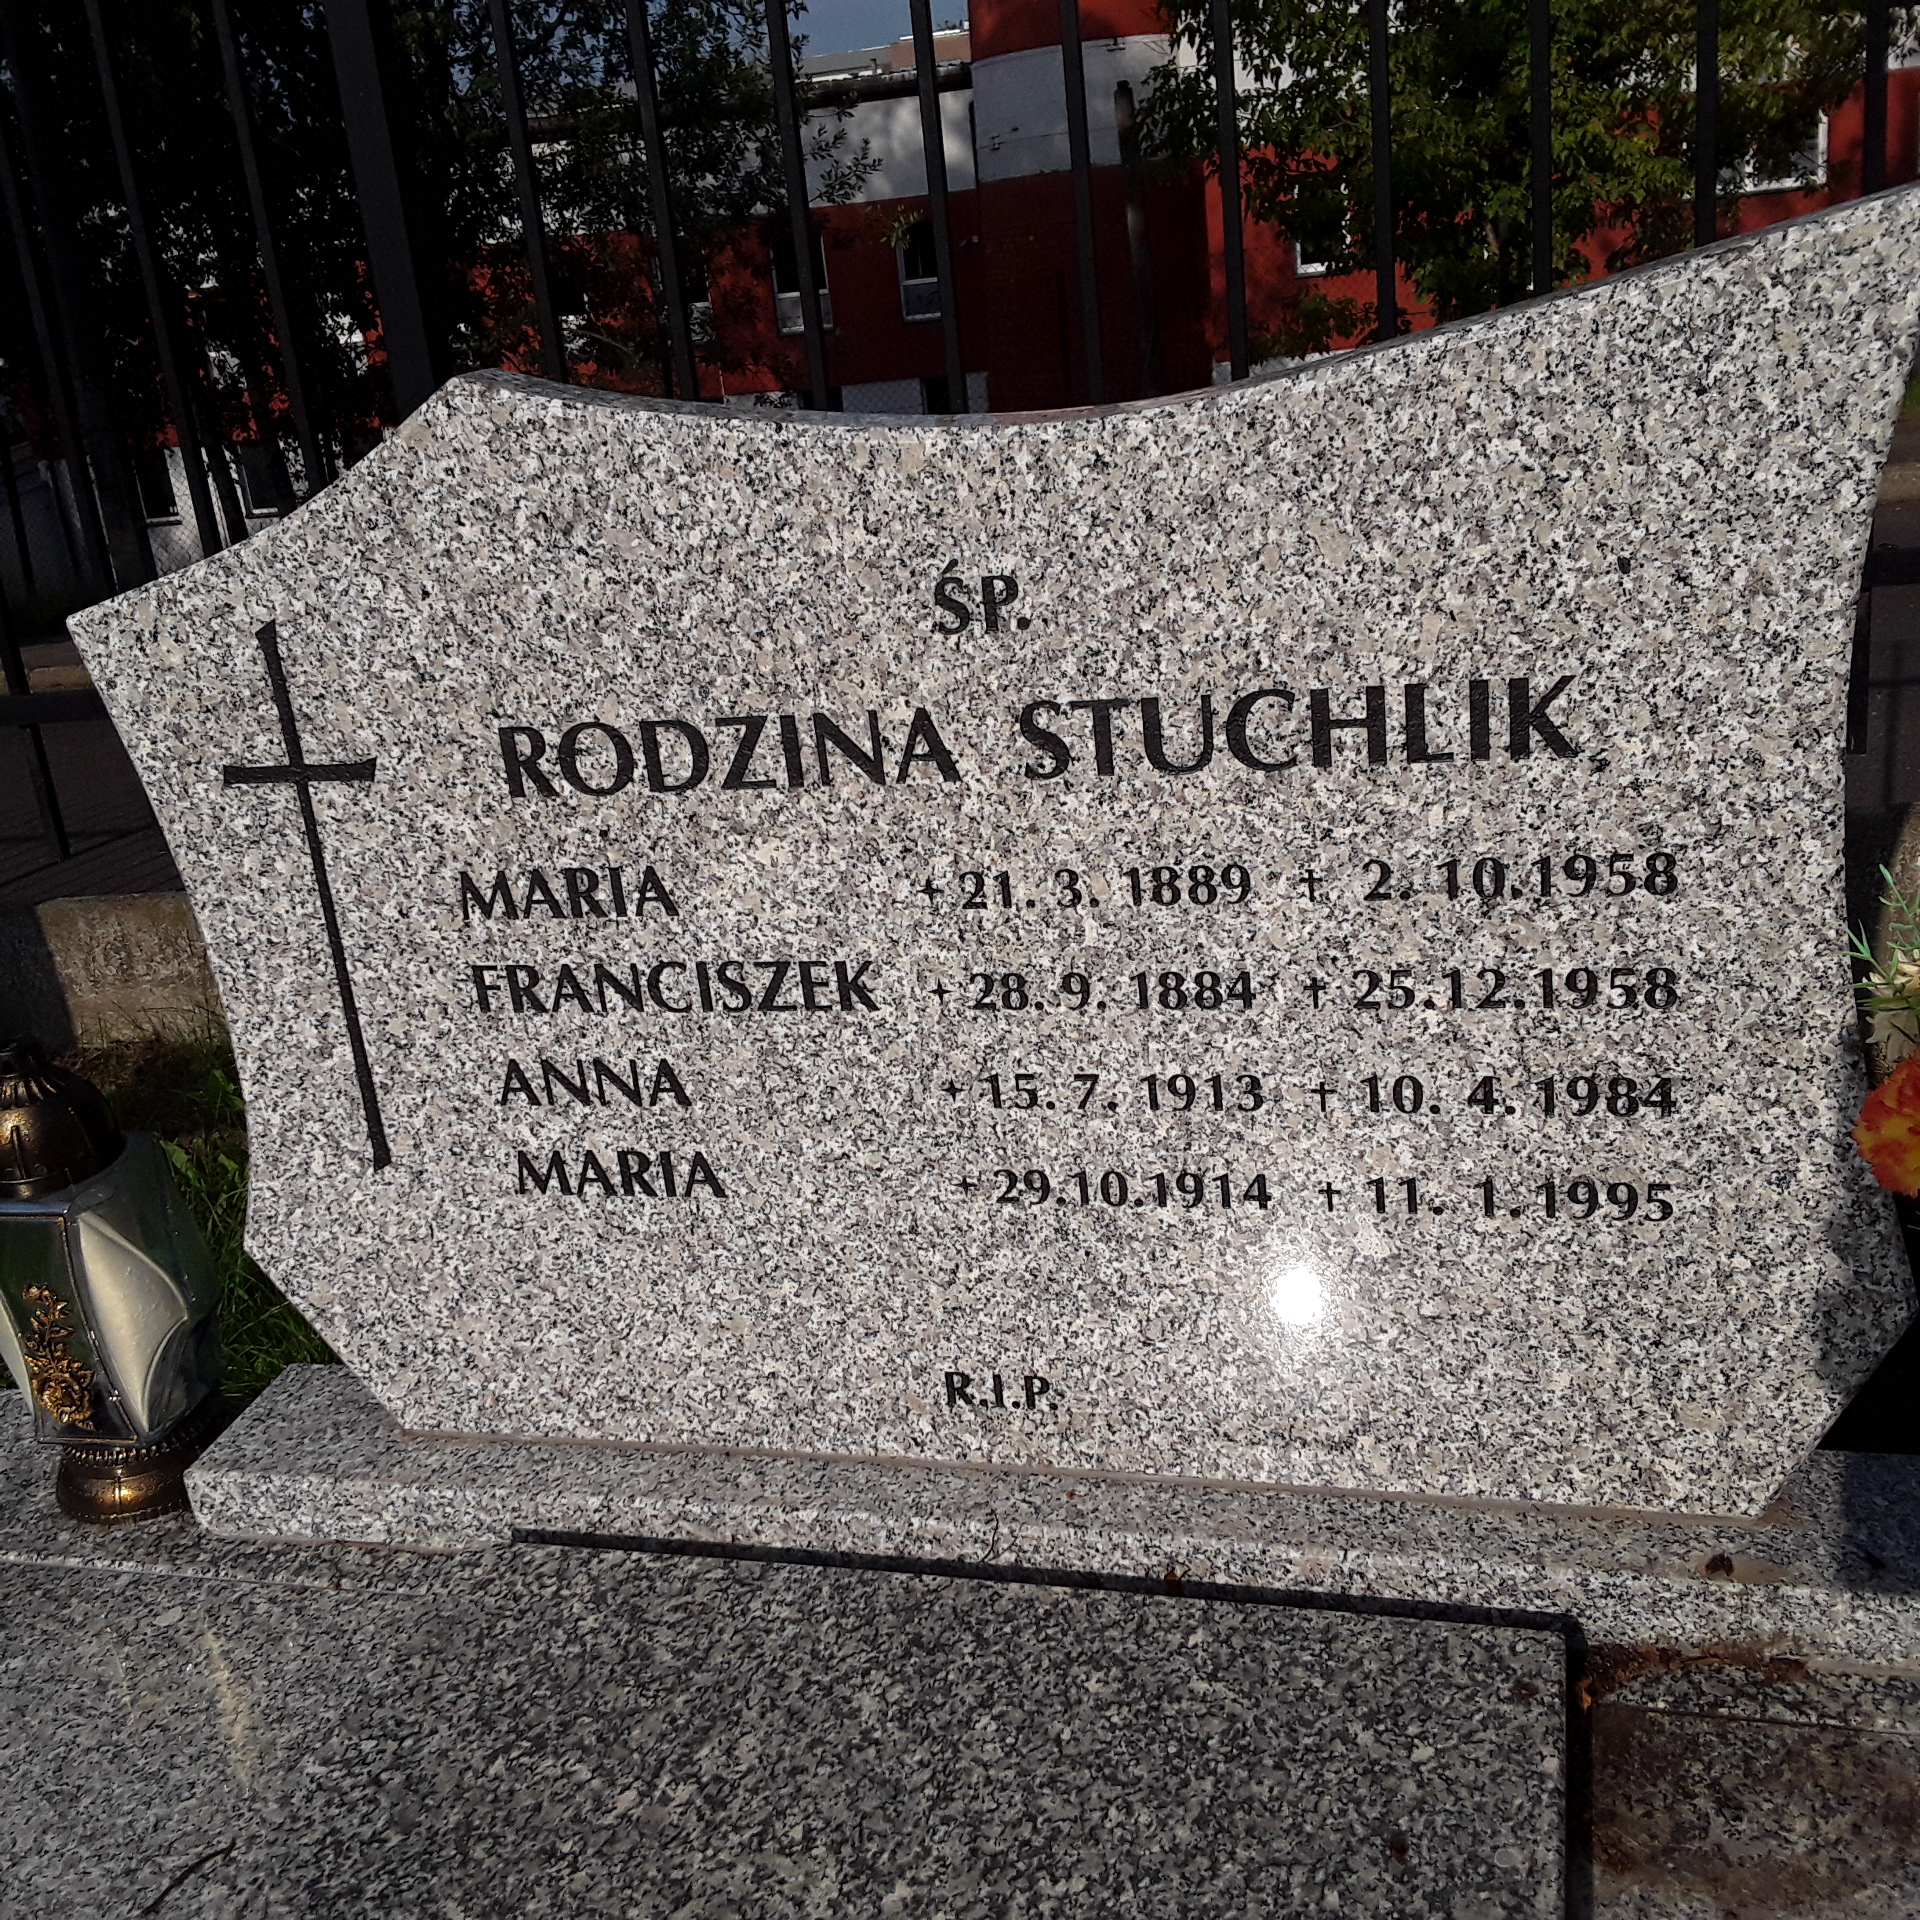 ŚP.
RODZINA STUCHLIK
MARIA + 21. 3. 1889 + 2. 10.1958
FRANCISZEK + 28. 9. 1884 + 25.12.1958
ANNA + 15. 7. 1913 + 10. 4. 1984
MARIA + 29.10.1914 + 11. 1. 1995
R.I.P.